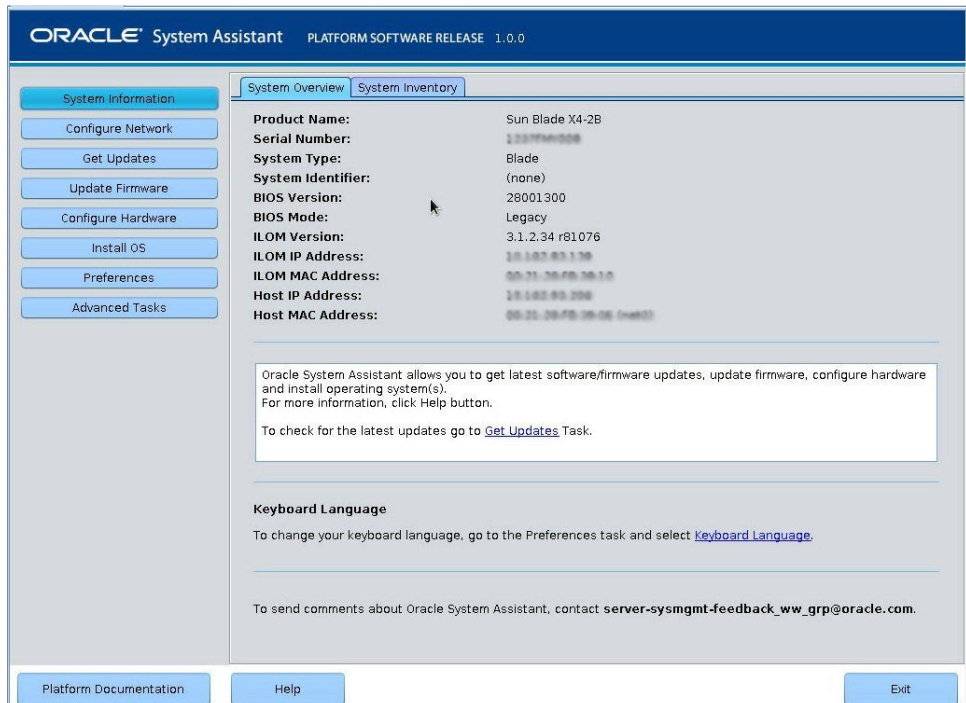 ORACLE System Assistant PLATFORM SOFTWARE RELEASE 1.0.0
System Information
Configure Network
Get Updates
Update Firmware
Configure Hardware
Install OS
Preferences
Advanced Tasks
System Overview System Inventory
Product Name: Sun Blade X4-2B
Serial Number:
System Type: Blade
System Identifier: (none)
BIOS Version: 28001300
BIOS Mode: Legacy
ILOM Version: 3.1.2.34 r81076
ILOM IP Address:
ILOM MAC Address:
Host IP Address:
Host MAC Address:
Oracle System Assistant allows you to get latest software/firmware updates, update firmware, configure hardware
and install operating system(s).
For more information, click Help button.
To check for the latest updates go to Get Updates Task.
Keyboard Language
To change your keyboard language, go to the Preferences task and select Keyboard Language.
To send comments about Oracle System Assistant, contact server-sysmgmt-feedback_ww_grp@oracle.com.
Platform Documentation Help Exit